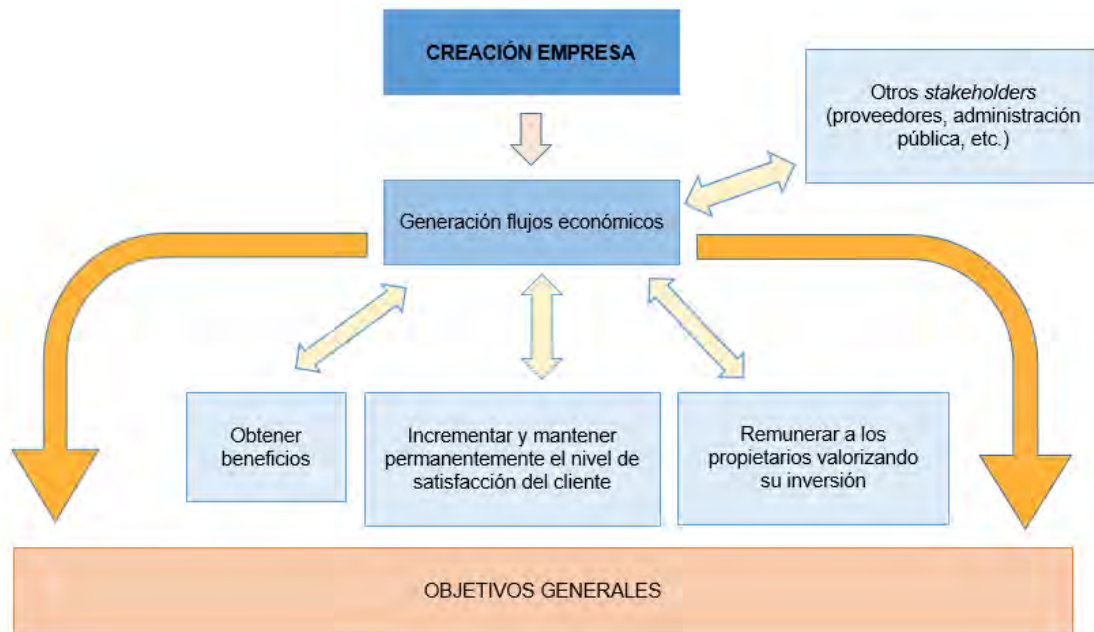 CREACIÓN EMPRESA
Otros stakeholders
(proveedores, administración
pública, etc.)
Generación flujos económicos
Obtener
beneficios
Incrementar y mantener
permanentemente el nivel de
satisfacción del cliente
Remunerar a los
propietarios valorizando
su inversión
OBJETIVOS GENERALES